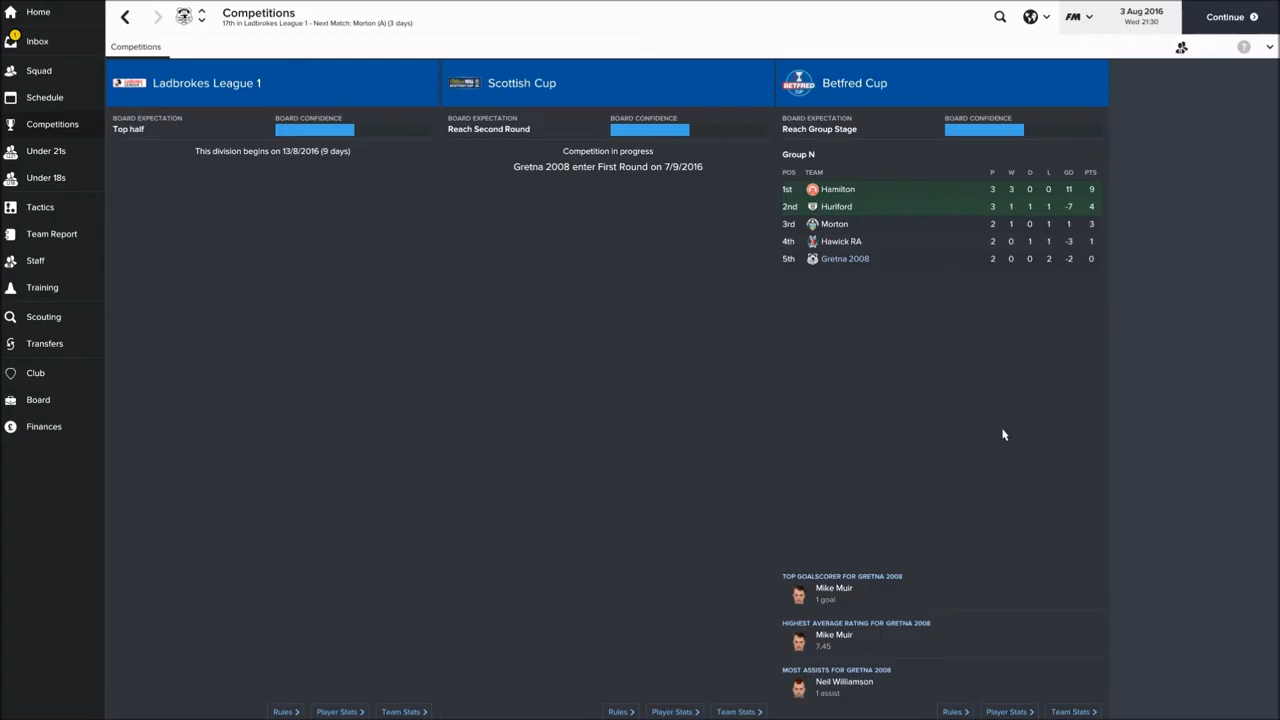 Home
Inbox
Squad
Schedule
Competitions
Under 21s
Under 18s
Tactics
Team Report
Staff
Training
Scouting
Transfers
Club
Board
Finances
Competitions
17th in Ladbrokes League 1 - Next Match: Morton (A) (3 days)
FM
3 Aug 2016
Wed 21:30
Continue
Competitions
Ladbrokes League 1
BOARD EXPECTATION BOARD CONFIDENCE
Top half
This division begins on 13/8/2016 (9 days)
Rules Player Stats Team Stats
Scottish Cup
BOARD EXPECTATION BOARD CONFIDENCE
Reach Second Round
Competition in progress
Gretna 2008 enter First Round on 7/9/2016
Rules Player Stats Team Stats
BETFRED CUP
Betfred Cup
BOARD EXPECTATION BOARD CONFIDENCE
Reach Group Stage
Group N
POS TEAM P W D L GD PTS
1st Hamilton 3 3 0 0 11 9
2nd Hurlford 3 1 1 1 -7 4
3rd Morton 2 1 0 1 1 3
4th Hawick RA 2 0 1 1 -3 1
5th Gretna 2008 2 0 0 2 -2 0
TOP GOALSCORER FOR GRETNA 2008
Mike Muir
1 goal
HIGHEST AVERAGE RATING FOR GRETNA 2008
Mike Muir
7.45
MOST ASSISTS FOR GRETNA 2008
Neil Williamson
1 assist
Rules Player Stats Team Stats